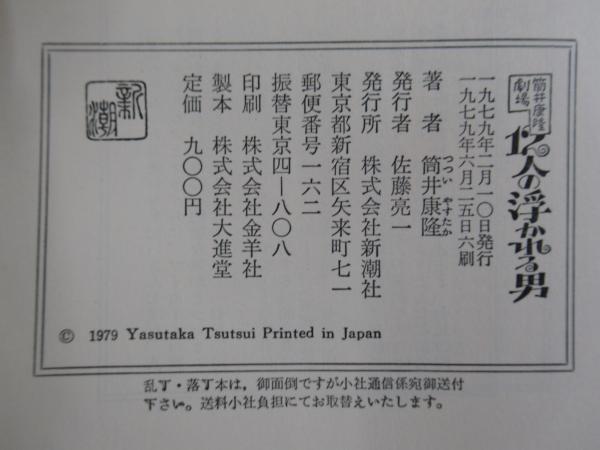 筒井康隆
劇場
12人の浮かれる男
一九七九年二月一〇日発行
一九七九年六月二五日六刷
著者 筒井康隆
つつい やすたか
発行者 佐藤亮一
発行所 株式会社新潮社
東京都新宿区矢来町七一
郵便番号一六二
振替東京四—八〇八
印刷 株式会社金羊社
製本 株式会社大進堂
定価 九〇〇円
新潮
© 1979 Yasutaka Tsutsui Printed in Japan
乱丁・落丁本は，御面倒ですが小社通信係宛御送付
下さい。送料小社負担にてお取替えいたします。